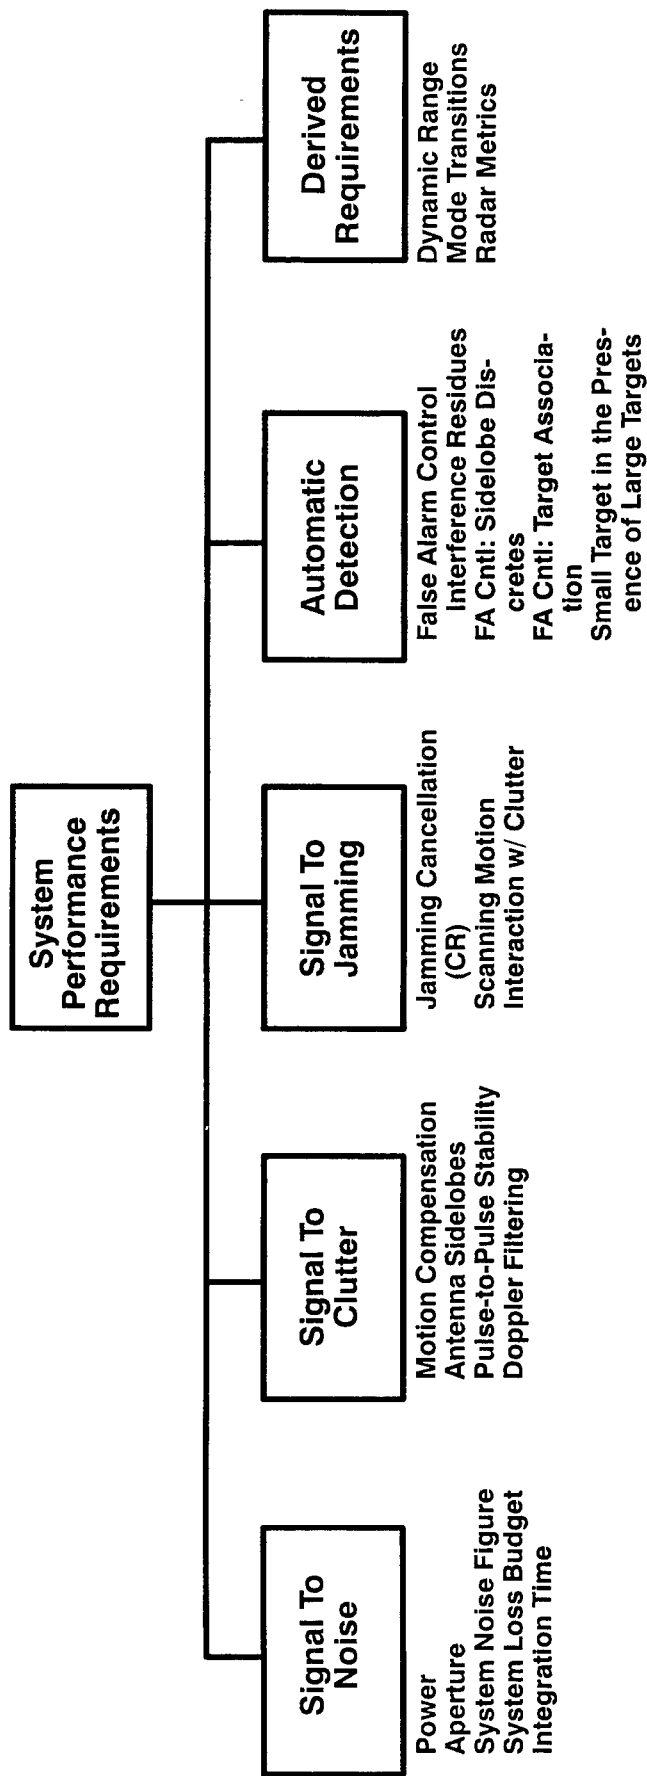 System
Performance
Requirements
Signal To
Noise
Power
Aperture
System Noise Figure
System Loss Budget
Integration Time
Signal To
Clutter
Motion Compensation
Antenna Sidelobes
Pulse-to-Pulse Stability
Doppler Filtering
Signal To
Jamming
Jamming Cancellation
(CR)
Scanning Motion
Interaction w/ Clutter
Automatic
Detection
False Alarm Control
Interference Residues
FA Cntl: Sidelobe Dis-
cretes
FA Cntl: Target Associa-
tion
Small Target in the Pres-
ence of Large Targets
Derived
Requirements
Dynamic Range
Mode Transitions
Radar Metrics